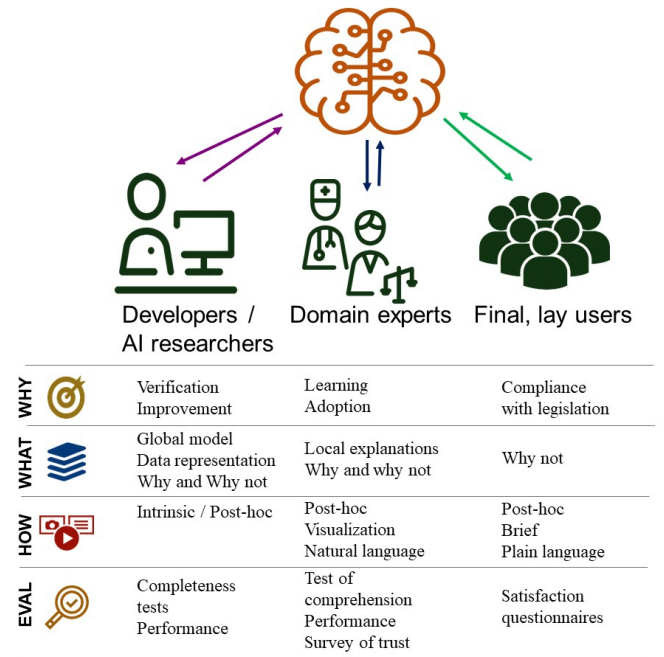 Developers / AI researchers
Domain experts
Final, lay users
WHY
Verification
Improvement
Learning
Adoption
Compliance
with legislation
WHAT
Global model
Data representation
Why and Why not
Local explanations
Why and why not
Why not
HOW
Intrinsic / Post-hoc
Post-hoc
Visualization
Natural language
Post-hoc
Brief
Plain language
EVAL
Completeness
tests
Performance
Test of
comprehension
Performance
Survey of trust
Satisfaction
questionnaires